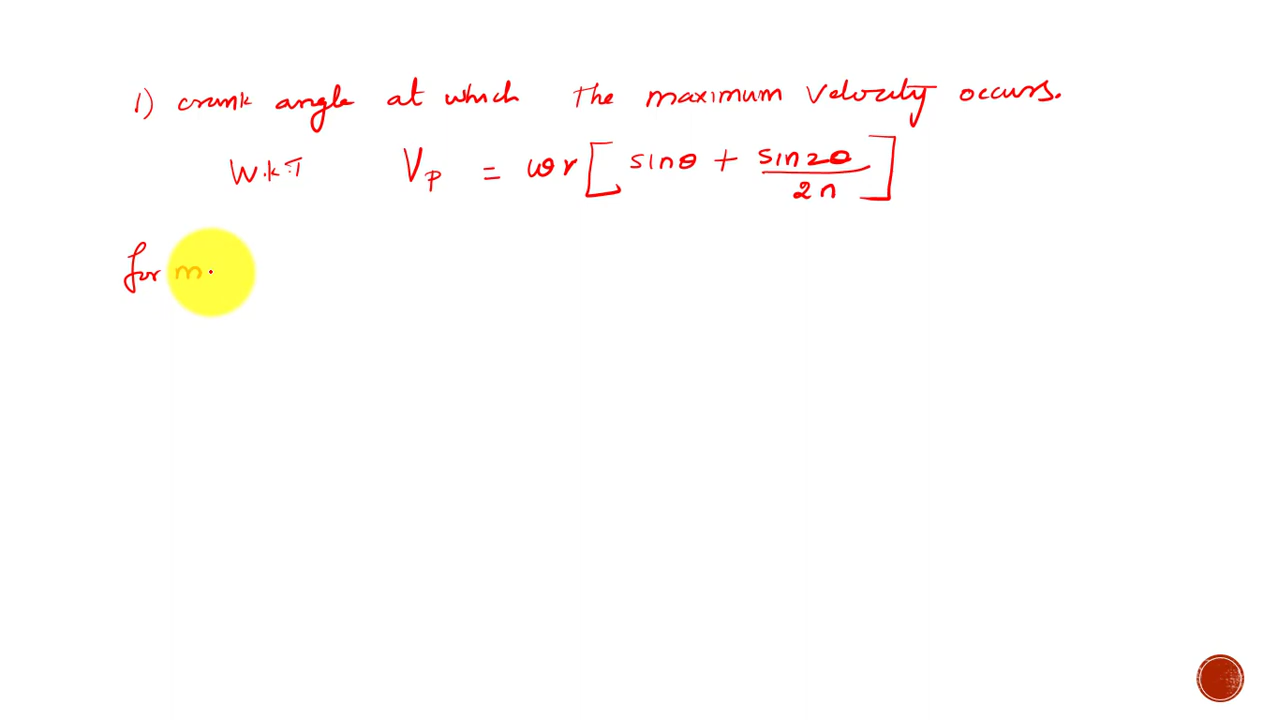 1) crank angle at which the maximum velocity occurs.
W.K.T Vp = ωr [ sinθ + sin2θ / 2n ]
for m